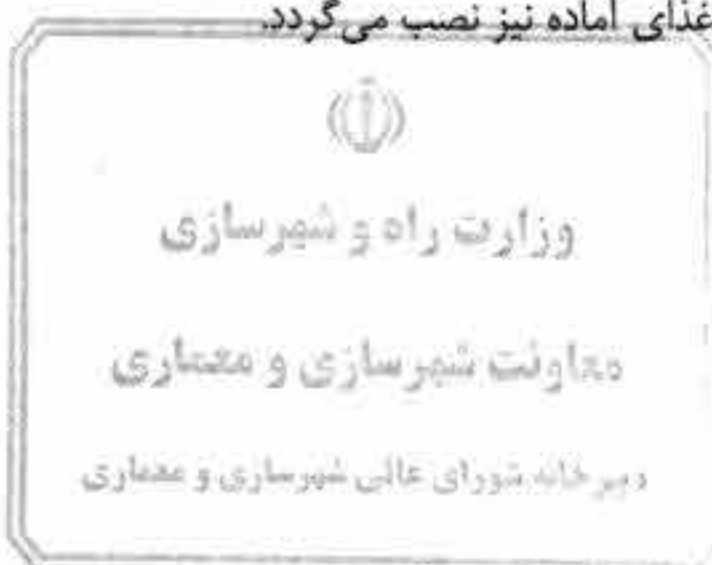 غذای آماده نیز نصب می‌گردد.
وزارت راه و شهرسازی
معاونت شهرسازی و معماری
دبیرخانه شورای عالی شهرسازی و معماری